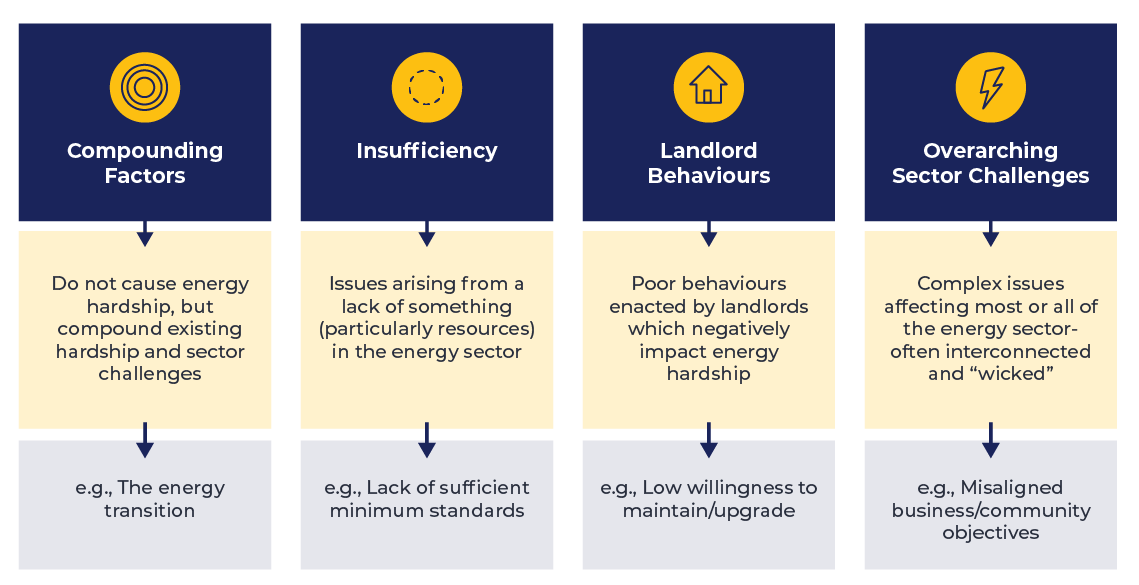 Compounding
Factors
Do not cause energy
hardship, but
compound existing
hardship and sector
challenges
e.g., The energy
transition
Insufficiency
Issues arising from a
lack of something
(particularly resources)
in the energy sector
e.g., Lack of sufficient
minimum standards
Landlord
Behaviours
Poor behaviours
enacted by landlords
which negatively
impact energy
hardship
e.g., Low willingness to
maintain/upgrade
Overarching
Sector Challenges
Complex issues
affecting most or all of
the energy sector-
often interconnected
and “wicked”
e.g., Misaligned
business/community
objectives